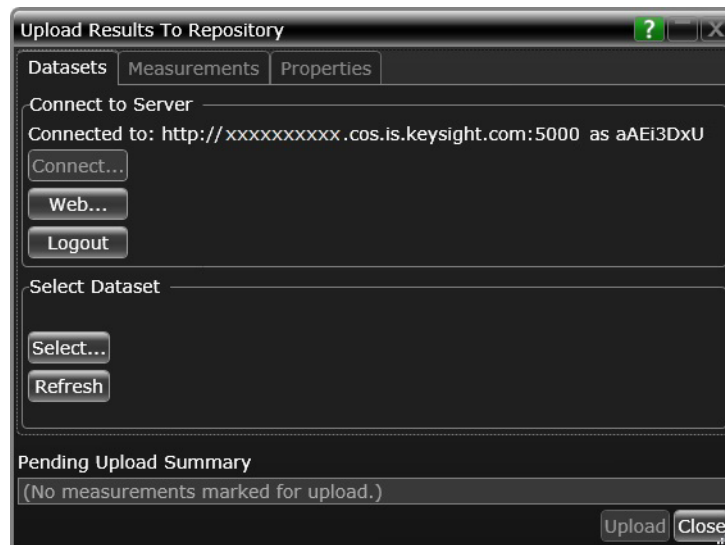 Upload Results To Repository ? X
Datasets Measurements Properties
Connect to Server
Connected to: http://xxxxxxxxxx.cos.is.keysight.com:5000 as aAEi3DxU
Connect...
Web...
Logout
Select Dataset
Select...
Refresh
Pending Upload Summary
(No measurements marked for upload.)
Upload Close